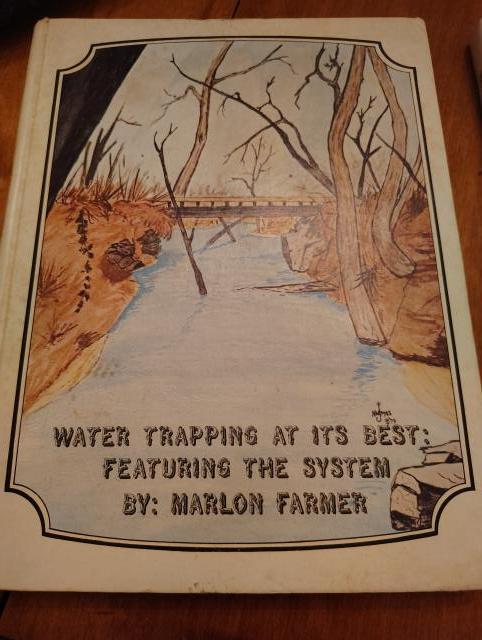 WATER TRAPPING AT ITS BEST:
FEATURING THE SYSTEM
BY: MARLON FARMER